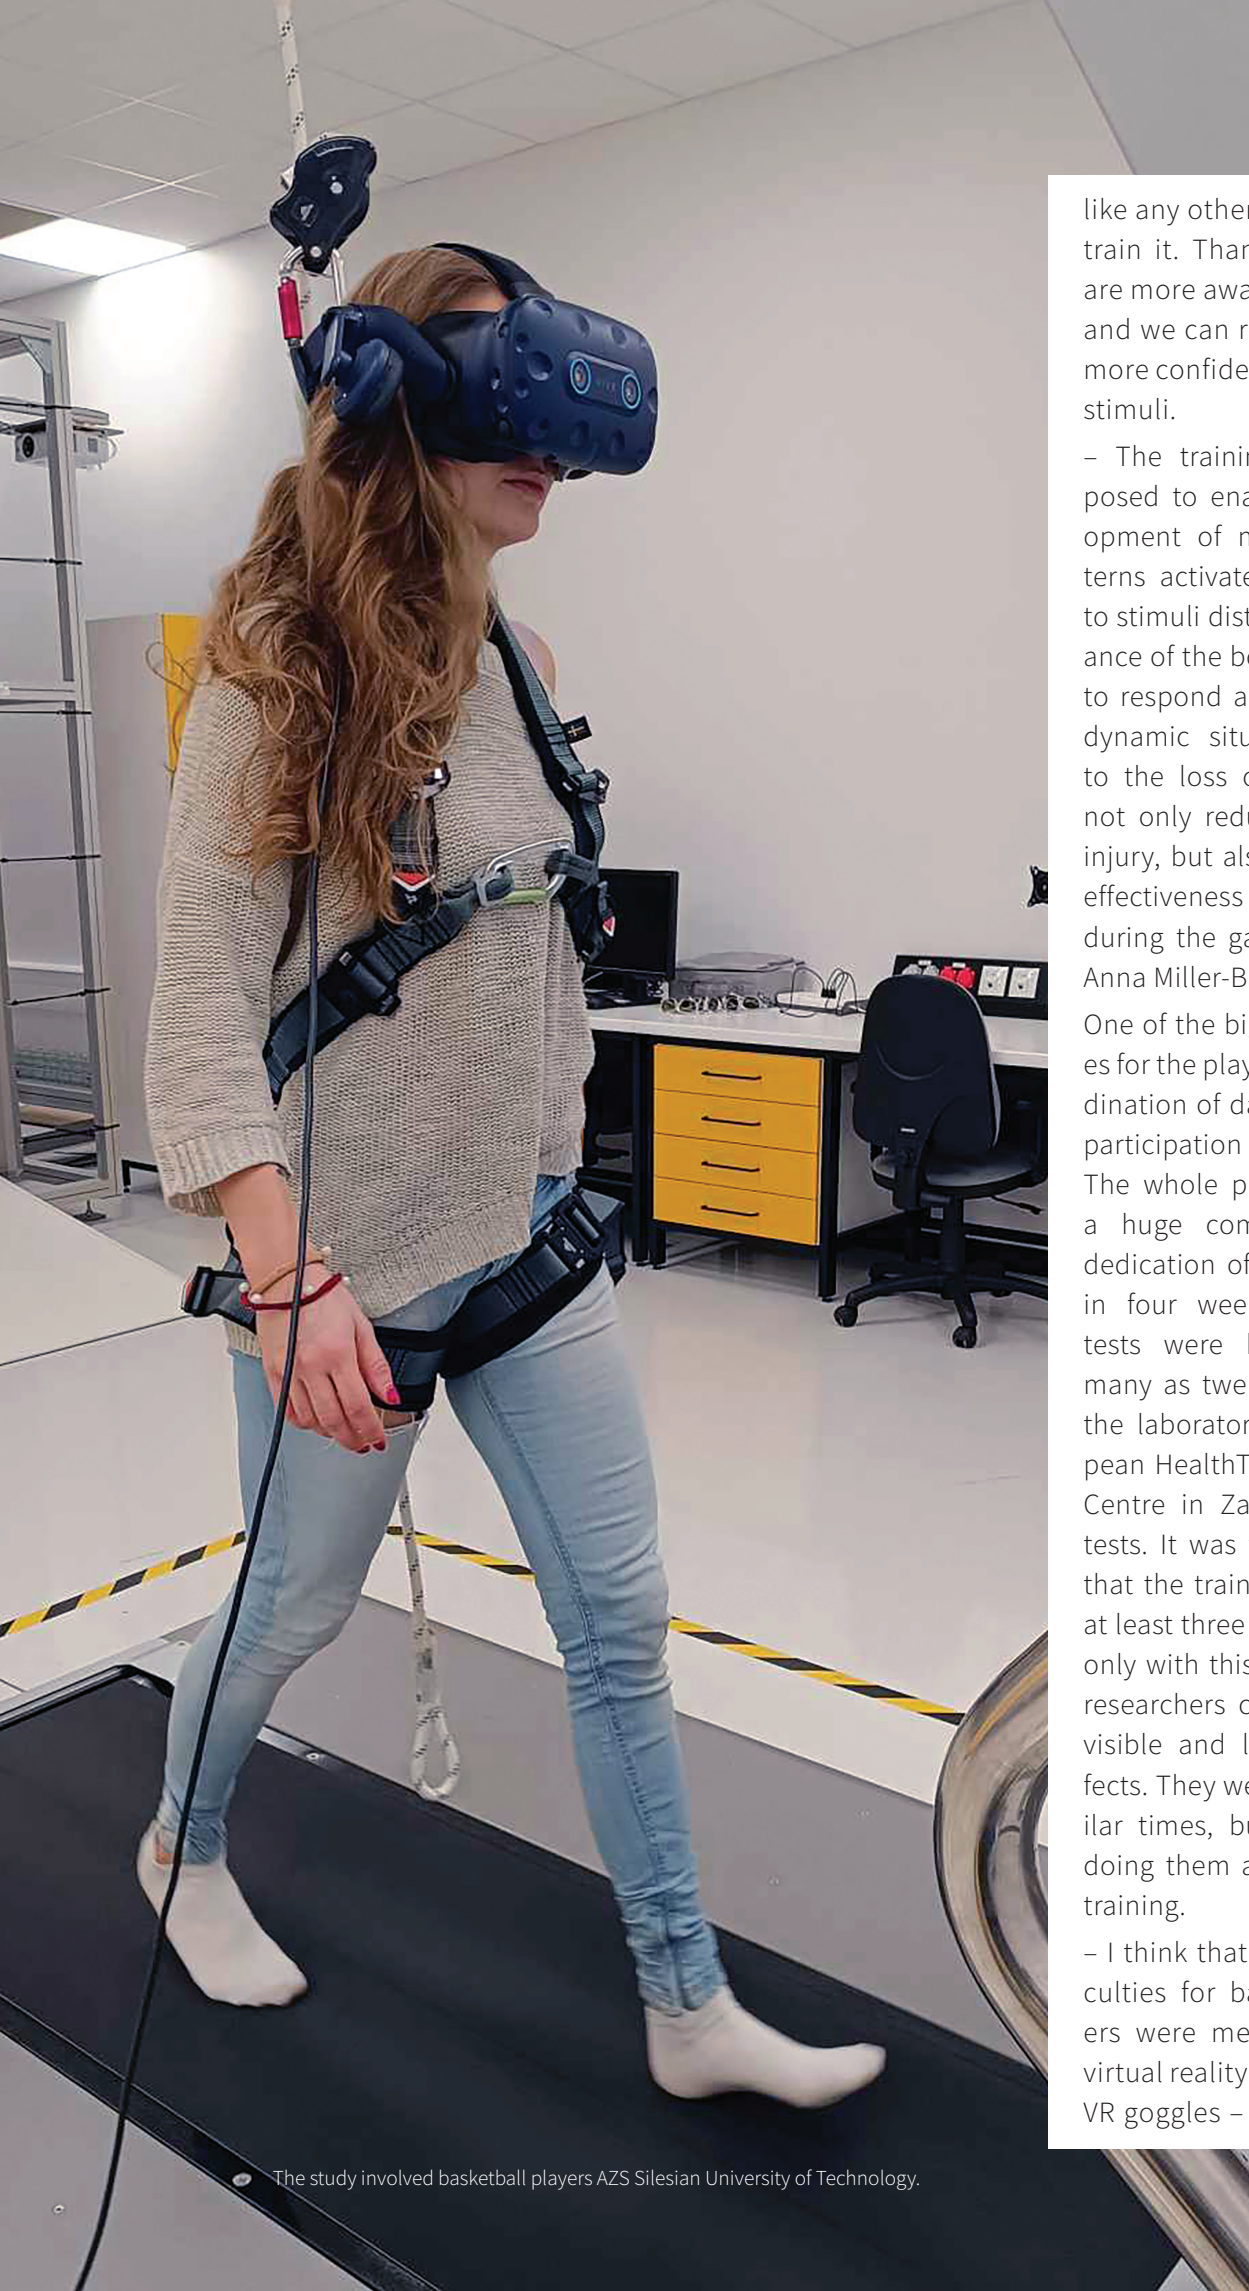 like any other
train it. Than
are more awa
and we can r
more confide
stimuli.
– The trainin
posed to ena
opment of m
terns activate
to stimuli dist
ance of the bo
to respond a
dynamic situ
to the loss o
not only redu
injury, but als
effectiveness
during the ga
Anna Miller-B
One of the bi
es for the play
dination of da
participation
The whole p
a huge com
dedication of
in four wee
tests were
many as twe
the laborator
pean HealthT
Centre in Za
tests. It was
that the train
at least three
only with this
researchers c
visible and l
fects. They we
ilar times, bu
doing them a
training.
– I think that
culties for ba
ers were me
virtual reality
VR goggles –
The study involved basketball players AZS Silesian University of Technology.